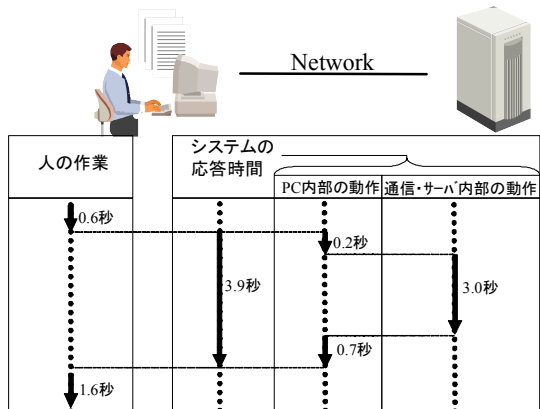 Network
人の作業
システムの
応答時間
PC内部の動作
通信・サーバ内部の動作
0.6秒
0.2秒
3.9秒
3.0秒
0.7秒
1.6秒